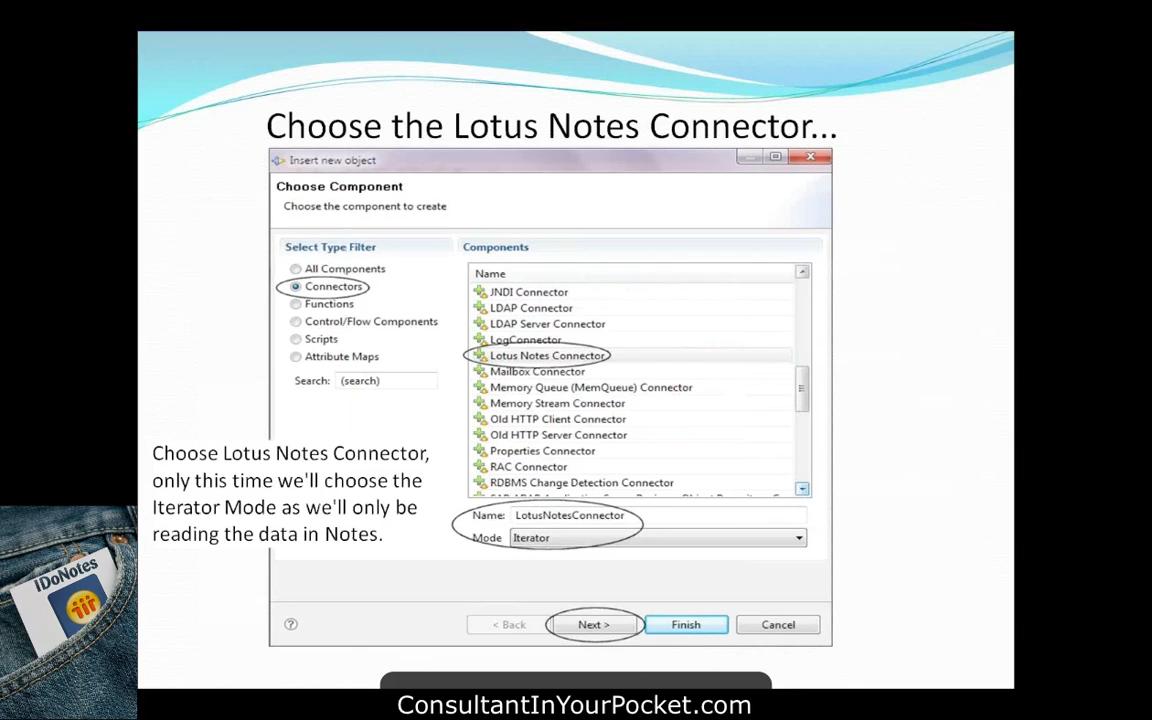 Choose the Lotus Notes Connector...
Insert new object
Choose Component
Choose the component to create
Select Type Filter
All Components
Connectors
Functions
Control/Flow Components
Scripts
Attribute Maps
Search: (search)
Components
Name
JNDI Connector
LDAP Connector
LDAP Server Connector
LogConnector
Lotus Notes Connector
Mailbox Connector
Memory Queue (MemQueue) Connector
Memory Stream Connector
Old HTTP Client Connector
Old HTTP Server Connector
Properties Connector
RAC Connector
RDBMS Change Detection Connector
Choose Lotus Notes Connector,
only this time we'll choose the
Iterator Mode as we'll only be
reading the data in Notes.
Name: LotusNotesConnector
Mode Iterator
< Back Next > Finish Cancel
IDoNotes
ConsultantInYourPocket.com